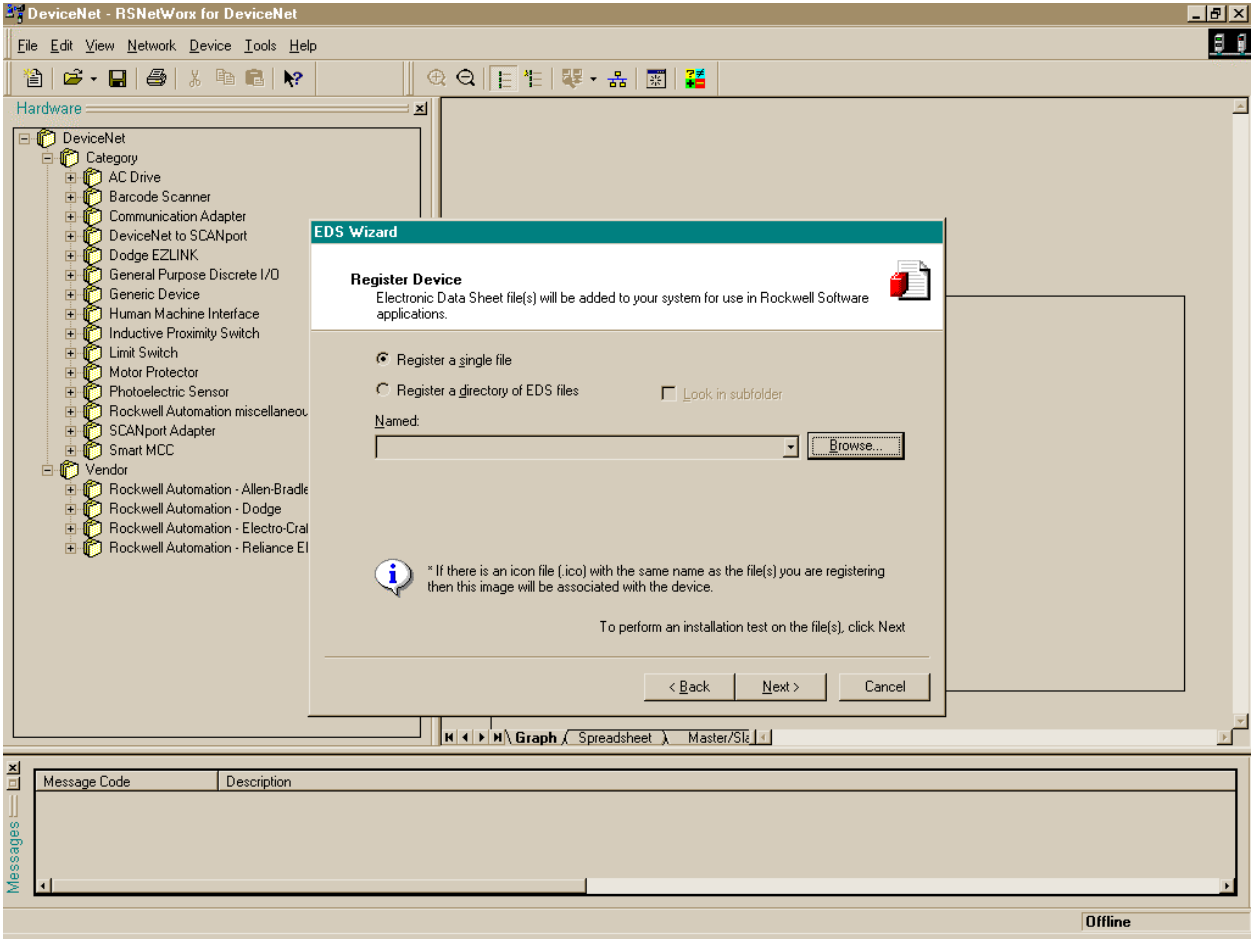 DeviceNet - RSNetWorx for DeviceNet
File Edit View Network Device Tools Help
Hardware
DeviceNet
Category
AC Drive
Barcode Scanner
Communication Adapter
DeviceNet to SCANport
Dodge EZLINK
General Purpose Discrete I/O
Generic Device
Human Machine Interface
Inductive Proximity Switch
Limit Switch
Motor Protector
Photoelectric Sensor
Rockwell Automation miscellaneou
SCANport Adapter
Smart MCC
Vendor
Rockwell Automation - Allen-Bradle
Rockwell Automation - Dodge
Rockwell Automation - Electro-Cra
Rockwell Automation - Reliance El
EDS Wizard
Register Device
Electronic Data Sheet file(s) will be added to your system for use in Rockwell Software
applications.
Register a single file
Register a directory of EDS files Look in subfolder
Named:
Browse...
* If there is an icon file (.ico) with the same name as the file(s) you are registering
then this image will be associated with the device.
To perform an installation test on the file(s), click Next
< Back Next > Cancel
Graph Spreadsheet Master/Sla
Messages
Message Code Description
Offline